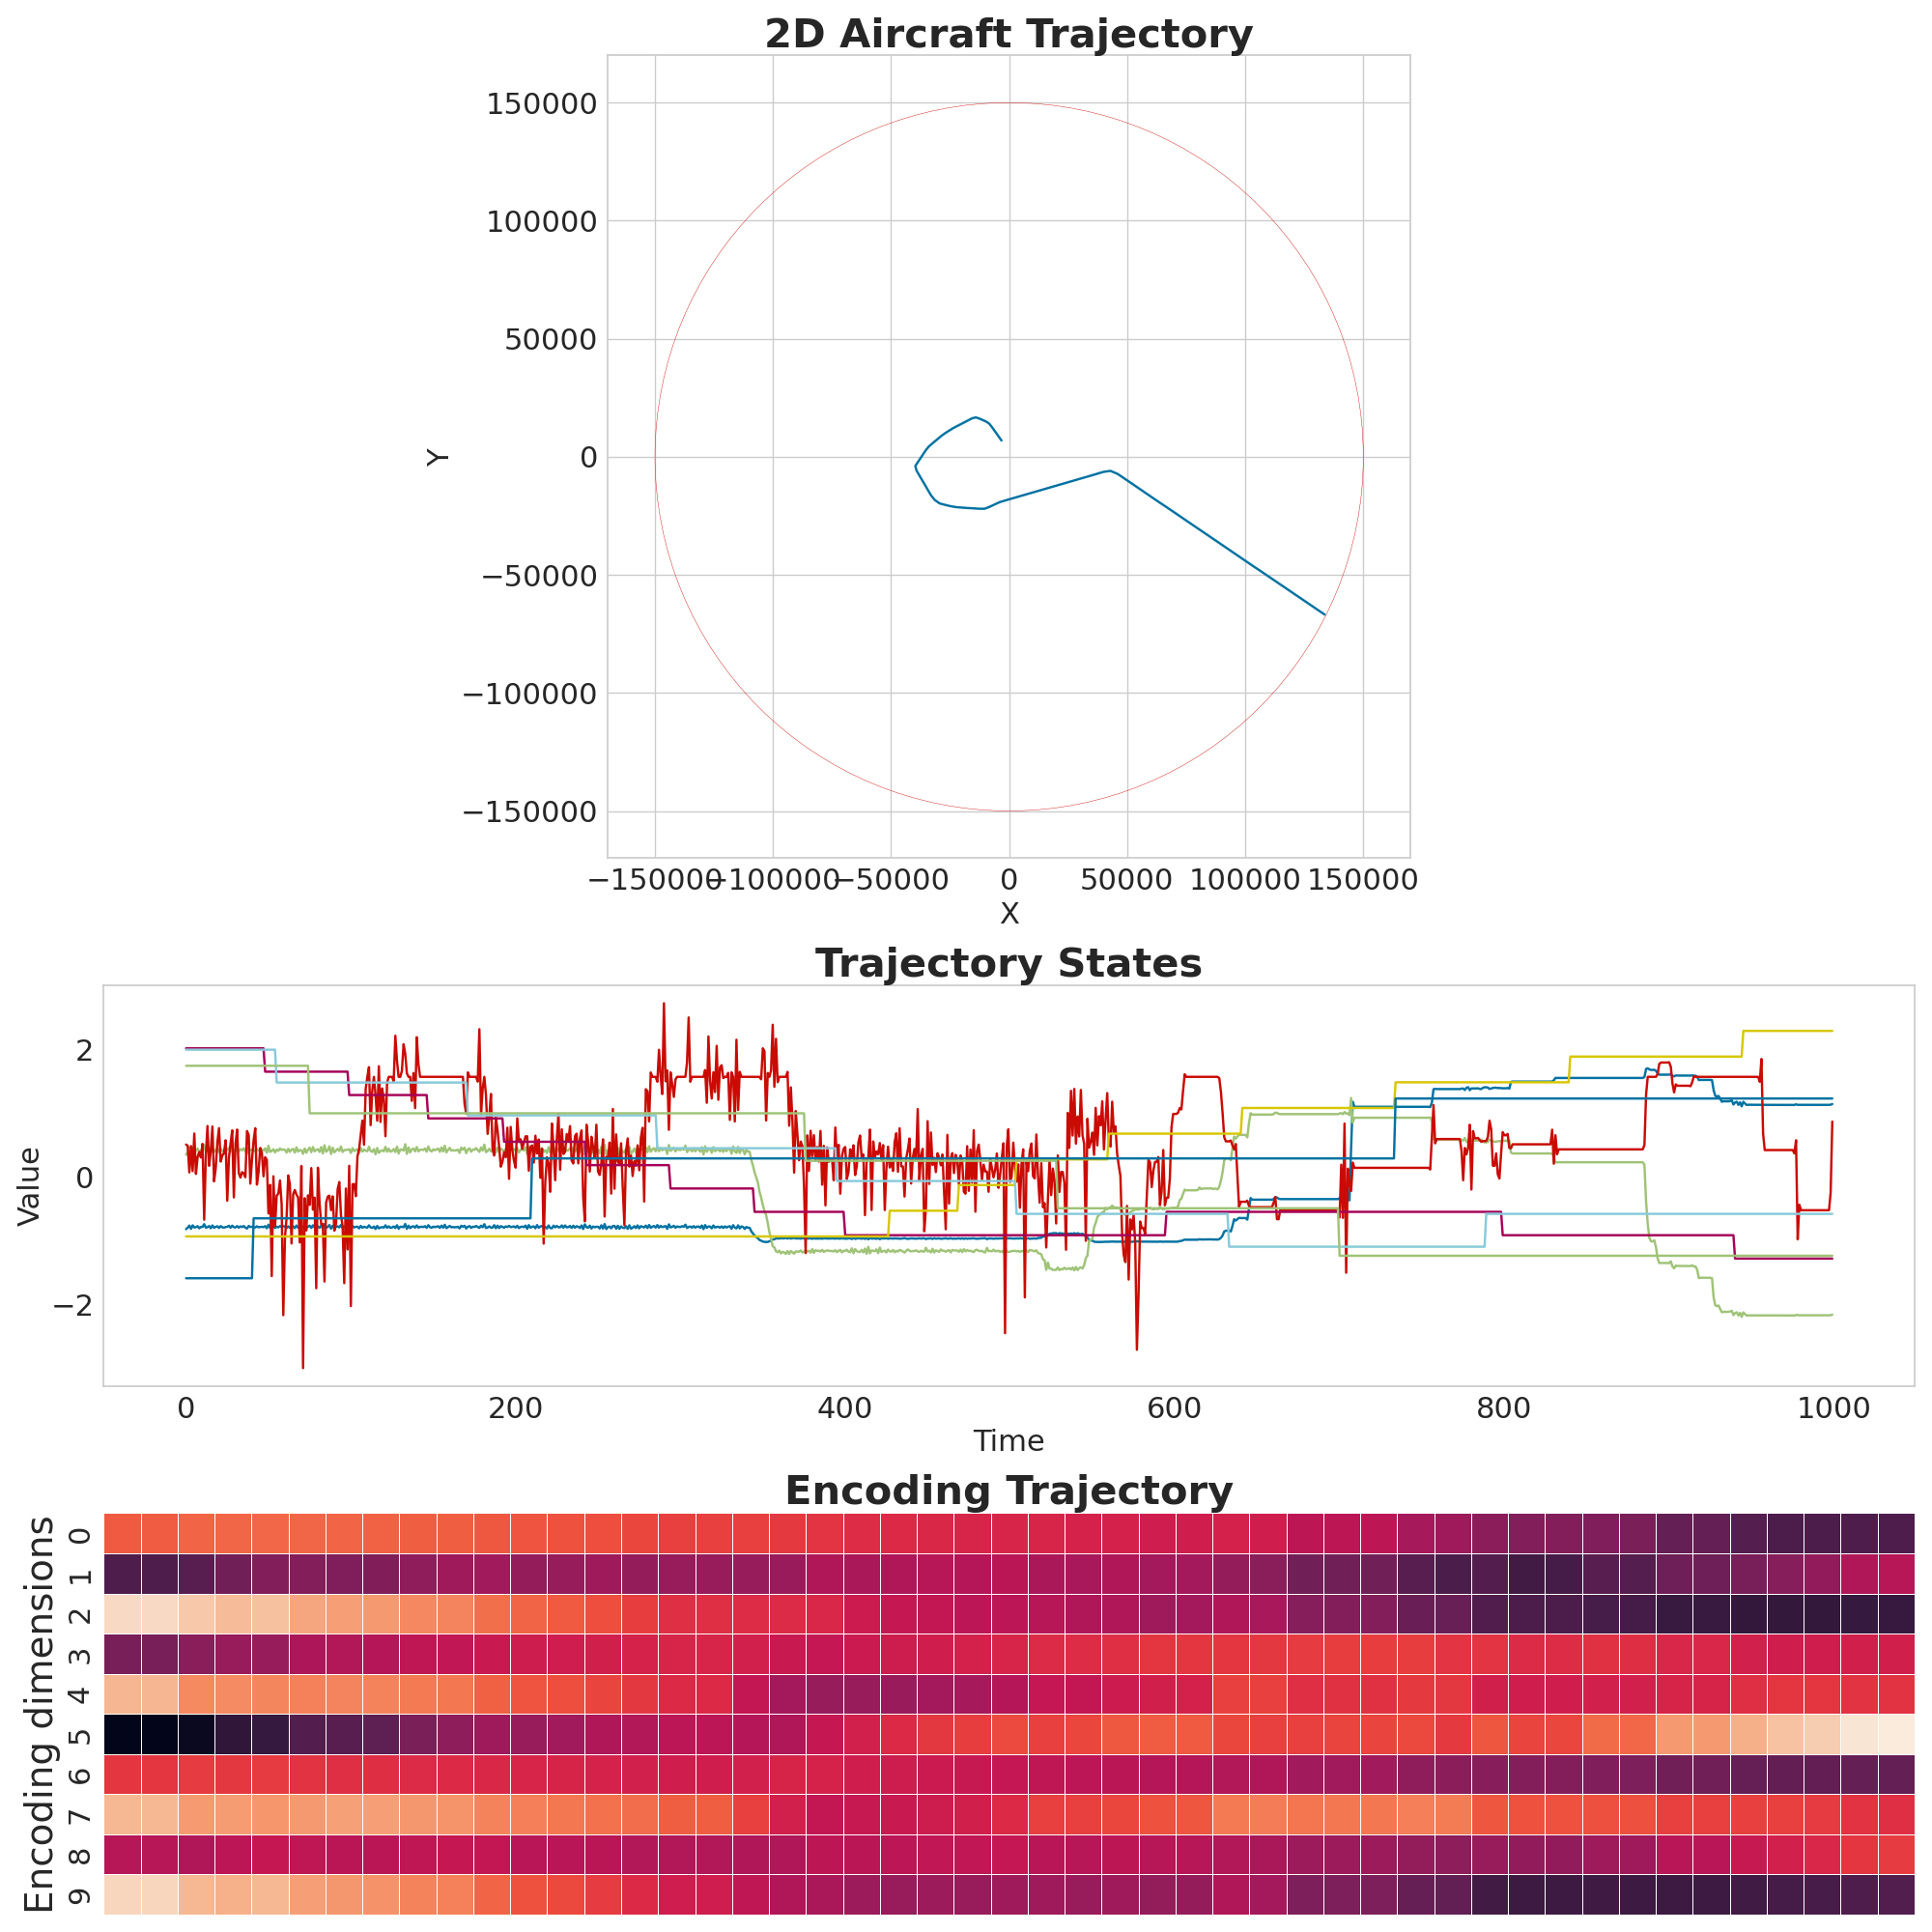 2D Aircraft Trajectory
150000
100000
50000
0
−50000
−100000
−150000
Y
−150000 −100000 −50000 0 50000 100000 150000
X
Trajectory States
2
0
−2
Value
0 200 400 600 800 1000
Time
Encoding Trajectory
Encoding dimensions
0
1
2
3
4
5
6
7
8
9